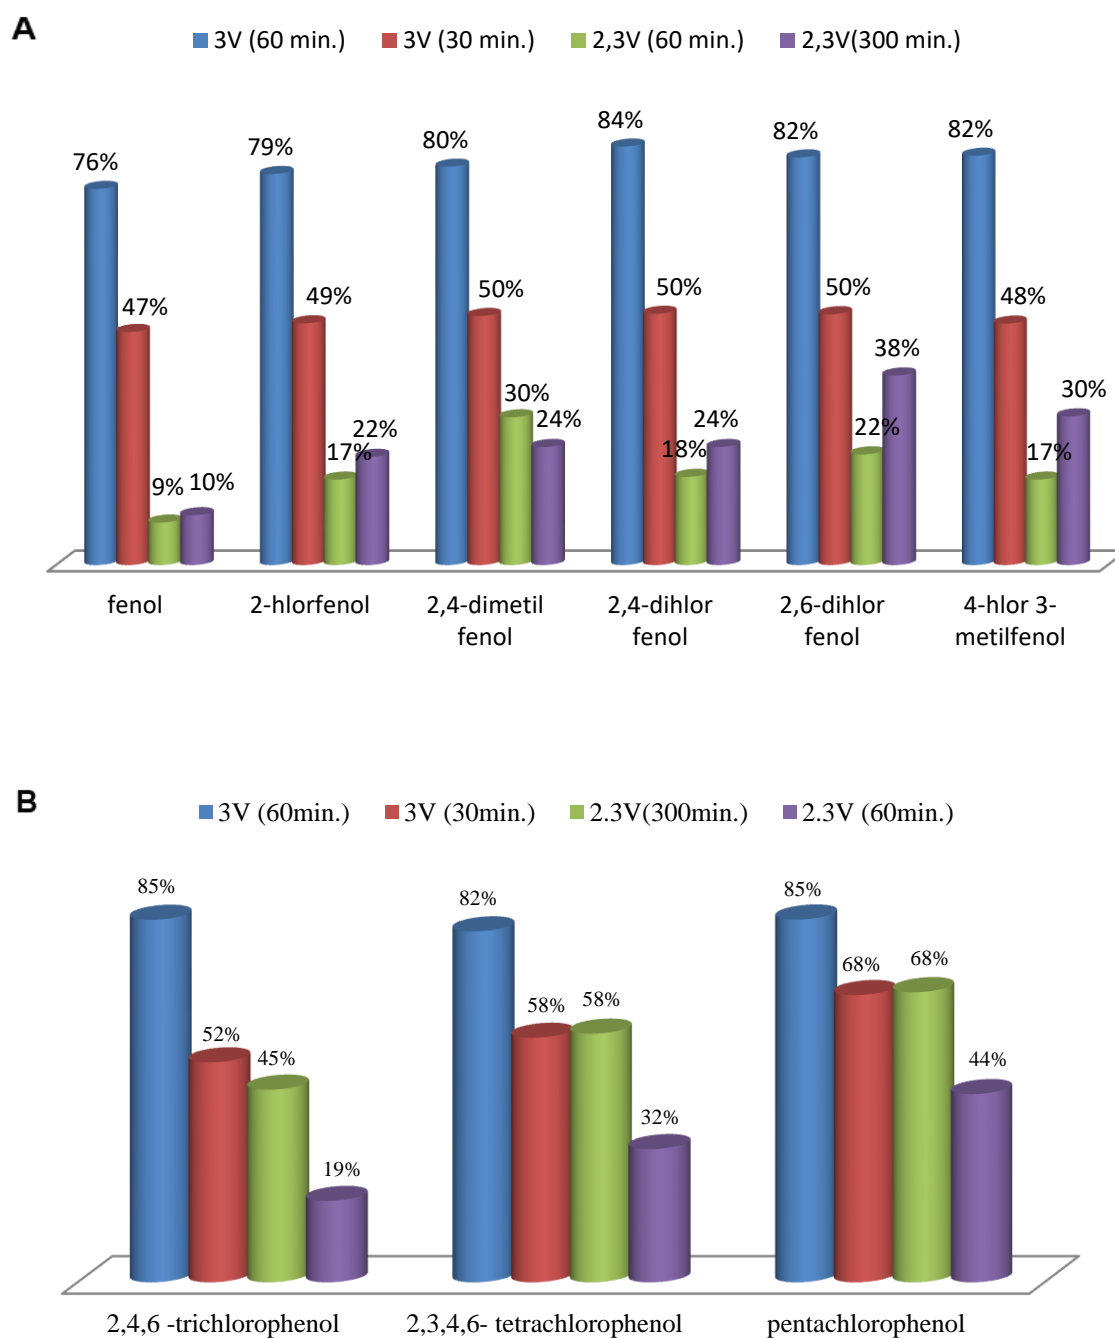 A
3V (60 min.) 3V (30 min.) 2,3V (60 min.) 2,3V(300 min.)
76% 79% 80% 84% 82% 82%
47% 49% 50% 50% 50% 48%
9% 17% 30% 18% 22% 17%
10% 22% 24% 24% 38% 30%
fenol 2-hlorfenol 2,4-dimetil 2,4-dihlor 2,6-dihlor 4-hlor 3-
fenol fenol fenol metilfenol
B
3V (60min.) 3V (30min.) 2.3V(300min.) 2.3V (60min.)
85% 82% 85%
52% 58% 68%
45% 58% 68%
19% 32% 44%
2,4,6 -trichlorophenol 2,3,4,6- tetrachlorophenol pentachlorophenol